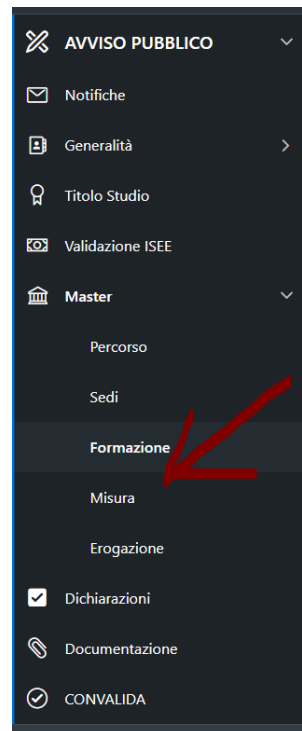 AVVISO PUBBLICO
Notifiche
Generalità
Titolo Studio
Validazione ISEE
Master
Percorso
Sedi
Formazione
Misura
Erogazione
Dichiarazioni
Documentazione
CONVALIDA